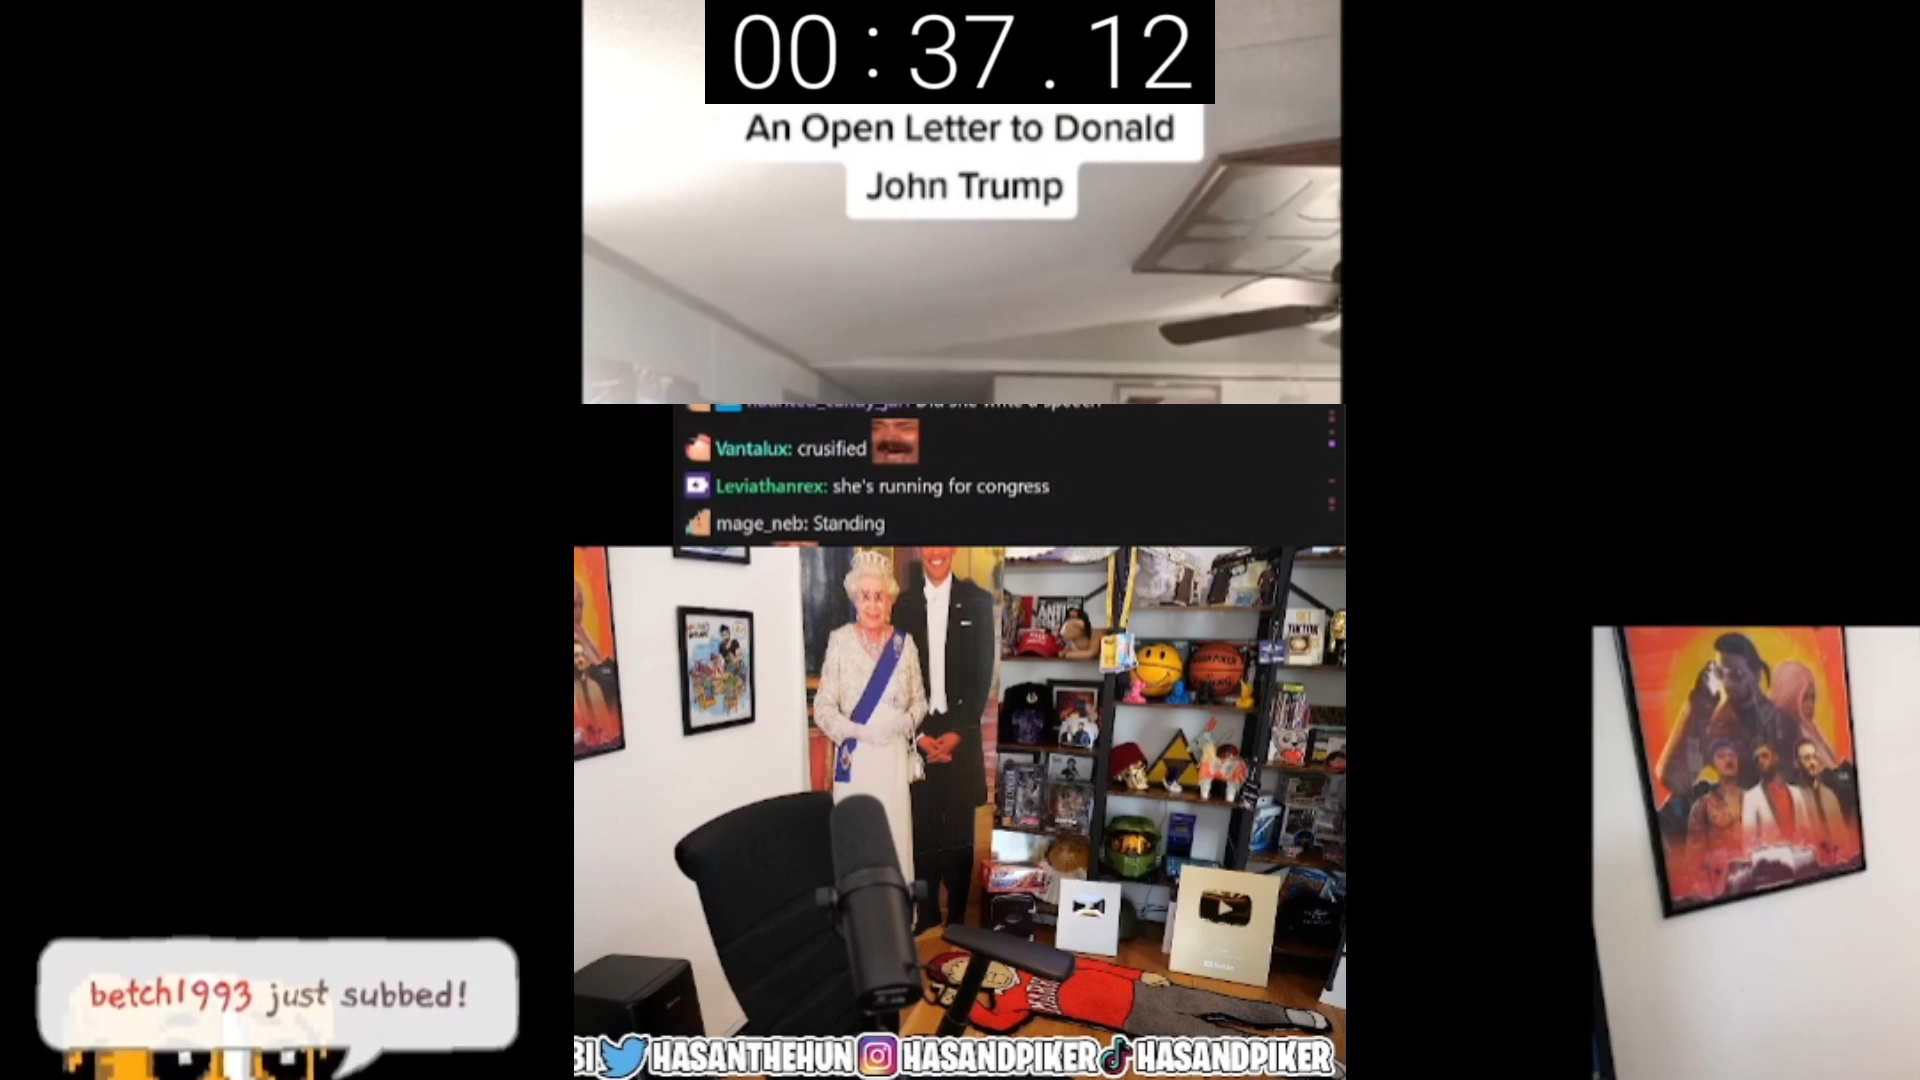 00:37.12
An Open Letter to Donald
John Trump
Vantalux: crusified
Leviathanrex: she's running for congress
mage_neb: Standing
betch1993 just subbed!
HASANTHEHUN HASANDPIKER HASANDPIKER